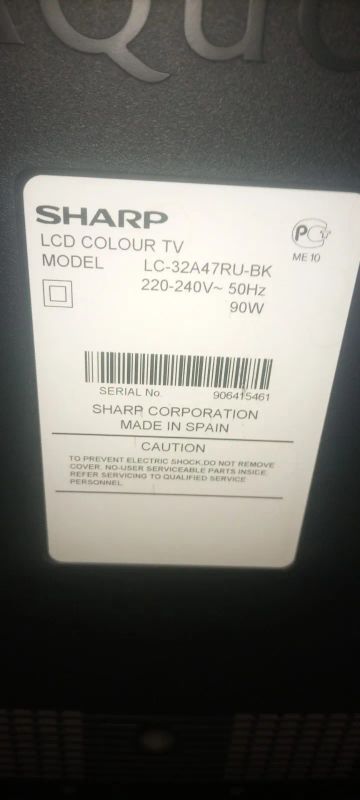 AQUO
SHARP
LCD COLOUR TV
MODEL LC-32A47RU-BK
220-240V~ 50Hz
90W
ME10
SERIAL No. 906415461
SHARP CORPORATION
MADE IN SPAIN
CAUTION
TO PREVENT ELECTRIC SHOCK,DO NOT REMOVE
COVER. NO-USER SERVICEABLE PARTS INSIDE.
REFER SERVICING TO QUALIFIED SERVICE
PERSONNEL.